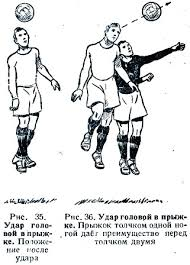 Рис. 35.
Удар голо-
вой в прыж-
ке. Положе-
ние после
удара
Рис. 36. Удар головой в прыж-
ке. Прыжок толчком одной но-
гой даёт преимущество перед
толчком двумя